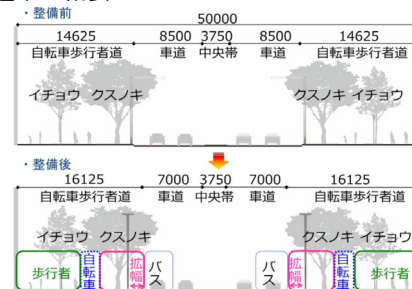 ・整備前
50000
14625 8500 3750 8500 14625
自転車歩行者道 車道 中央帯 車道 自転車歩行者道
イチョウ クスノキ クスノキ イチョウ
・整備後
16125 7000 3750 7000 16125
自転車歩行者道 車道 中央帯 車道 自転車歩行者道
イチョウ クスノキ クスノキ イチョウ
歩行者 自転車 拡幅 バス バス 拡幅 自転車 歩行者